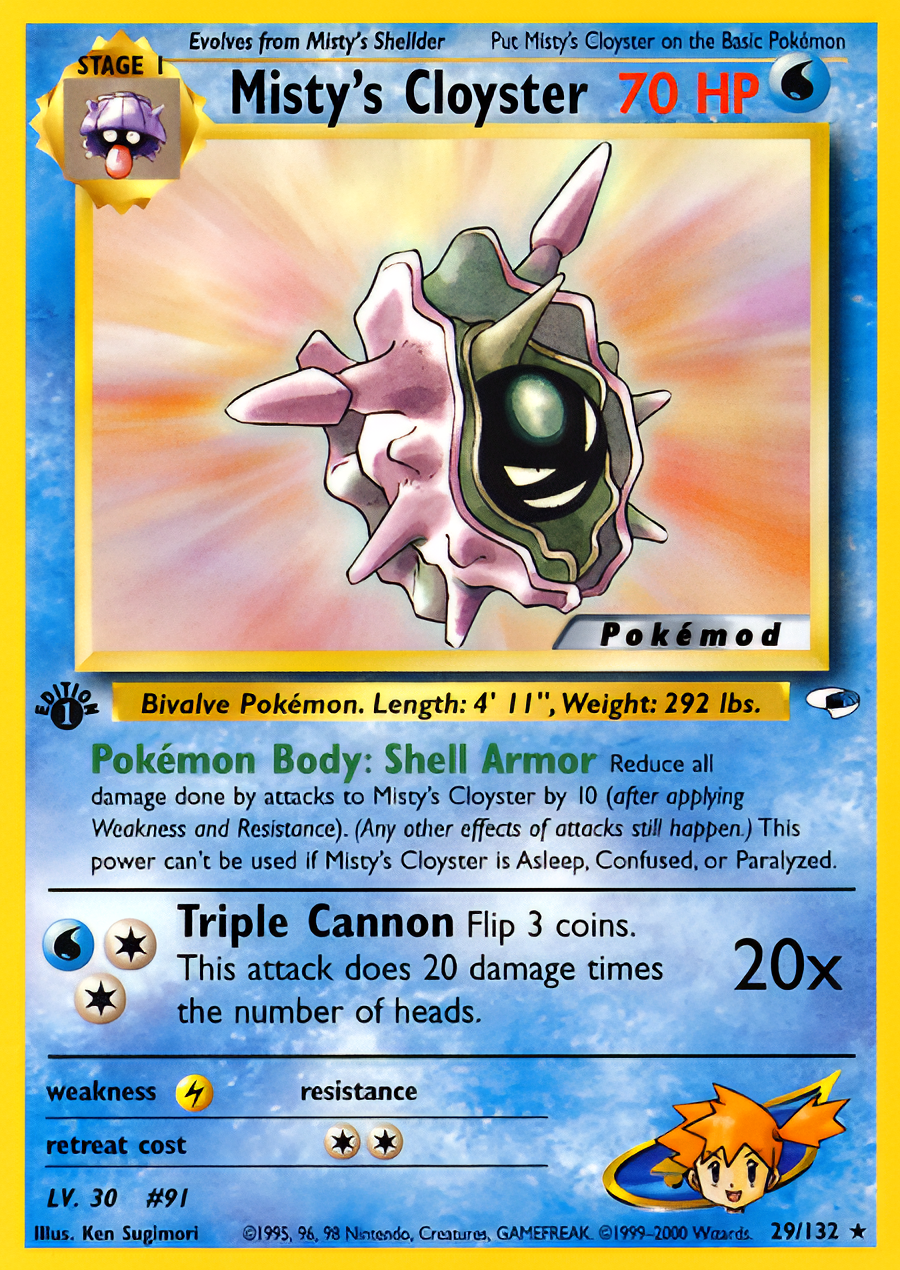 Evolves from Misty's Shellder
Put Misty's Cloyster on the Basic Pokémon
STAGE 1
Misty's Cloyster 70 HP
Pokémod
EDITION
1
Bivalve Pokémon. Length: 4' 11", Weight: 292 lbs.
Pokémon Body: Shell Armor Reduce all
damage done by attacks to Misty's Cloyster by 10 (after applying
Weakness and Resistance). (Any other effects of attacks still happen.) This
power can't be used if Misty's Cloyster is Asleep, Confused, or Paralyzed.
Triple Cannon Flip 3 coins.
This attack does 20 damage times
the number of heads.
20x
weakness
resistance
retreat cost
LV. 30 #91
Illus. Ken Sugimori
©1995, 96, 98 Nintendo, Creatures, GAMEFREAK. ©1999–2000 Wizards.
29/132 ★